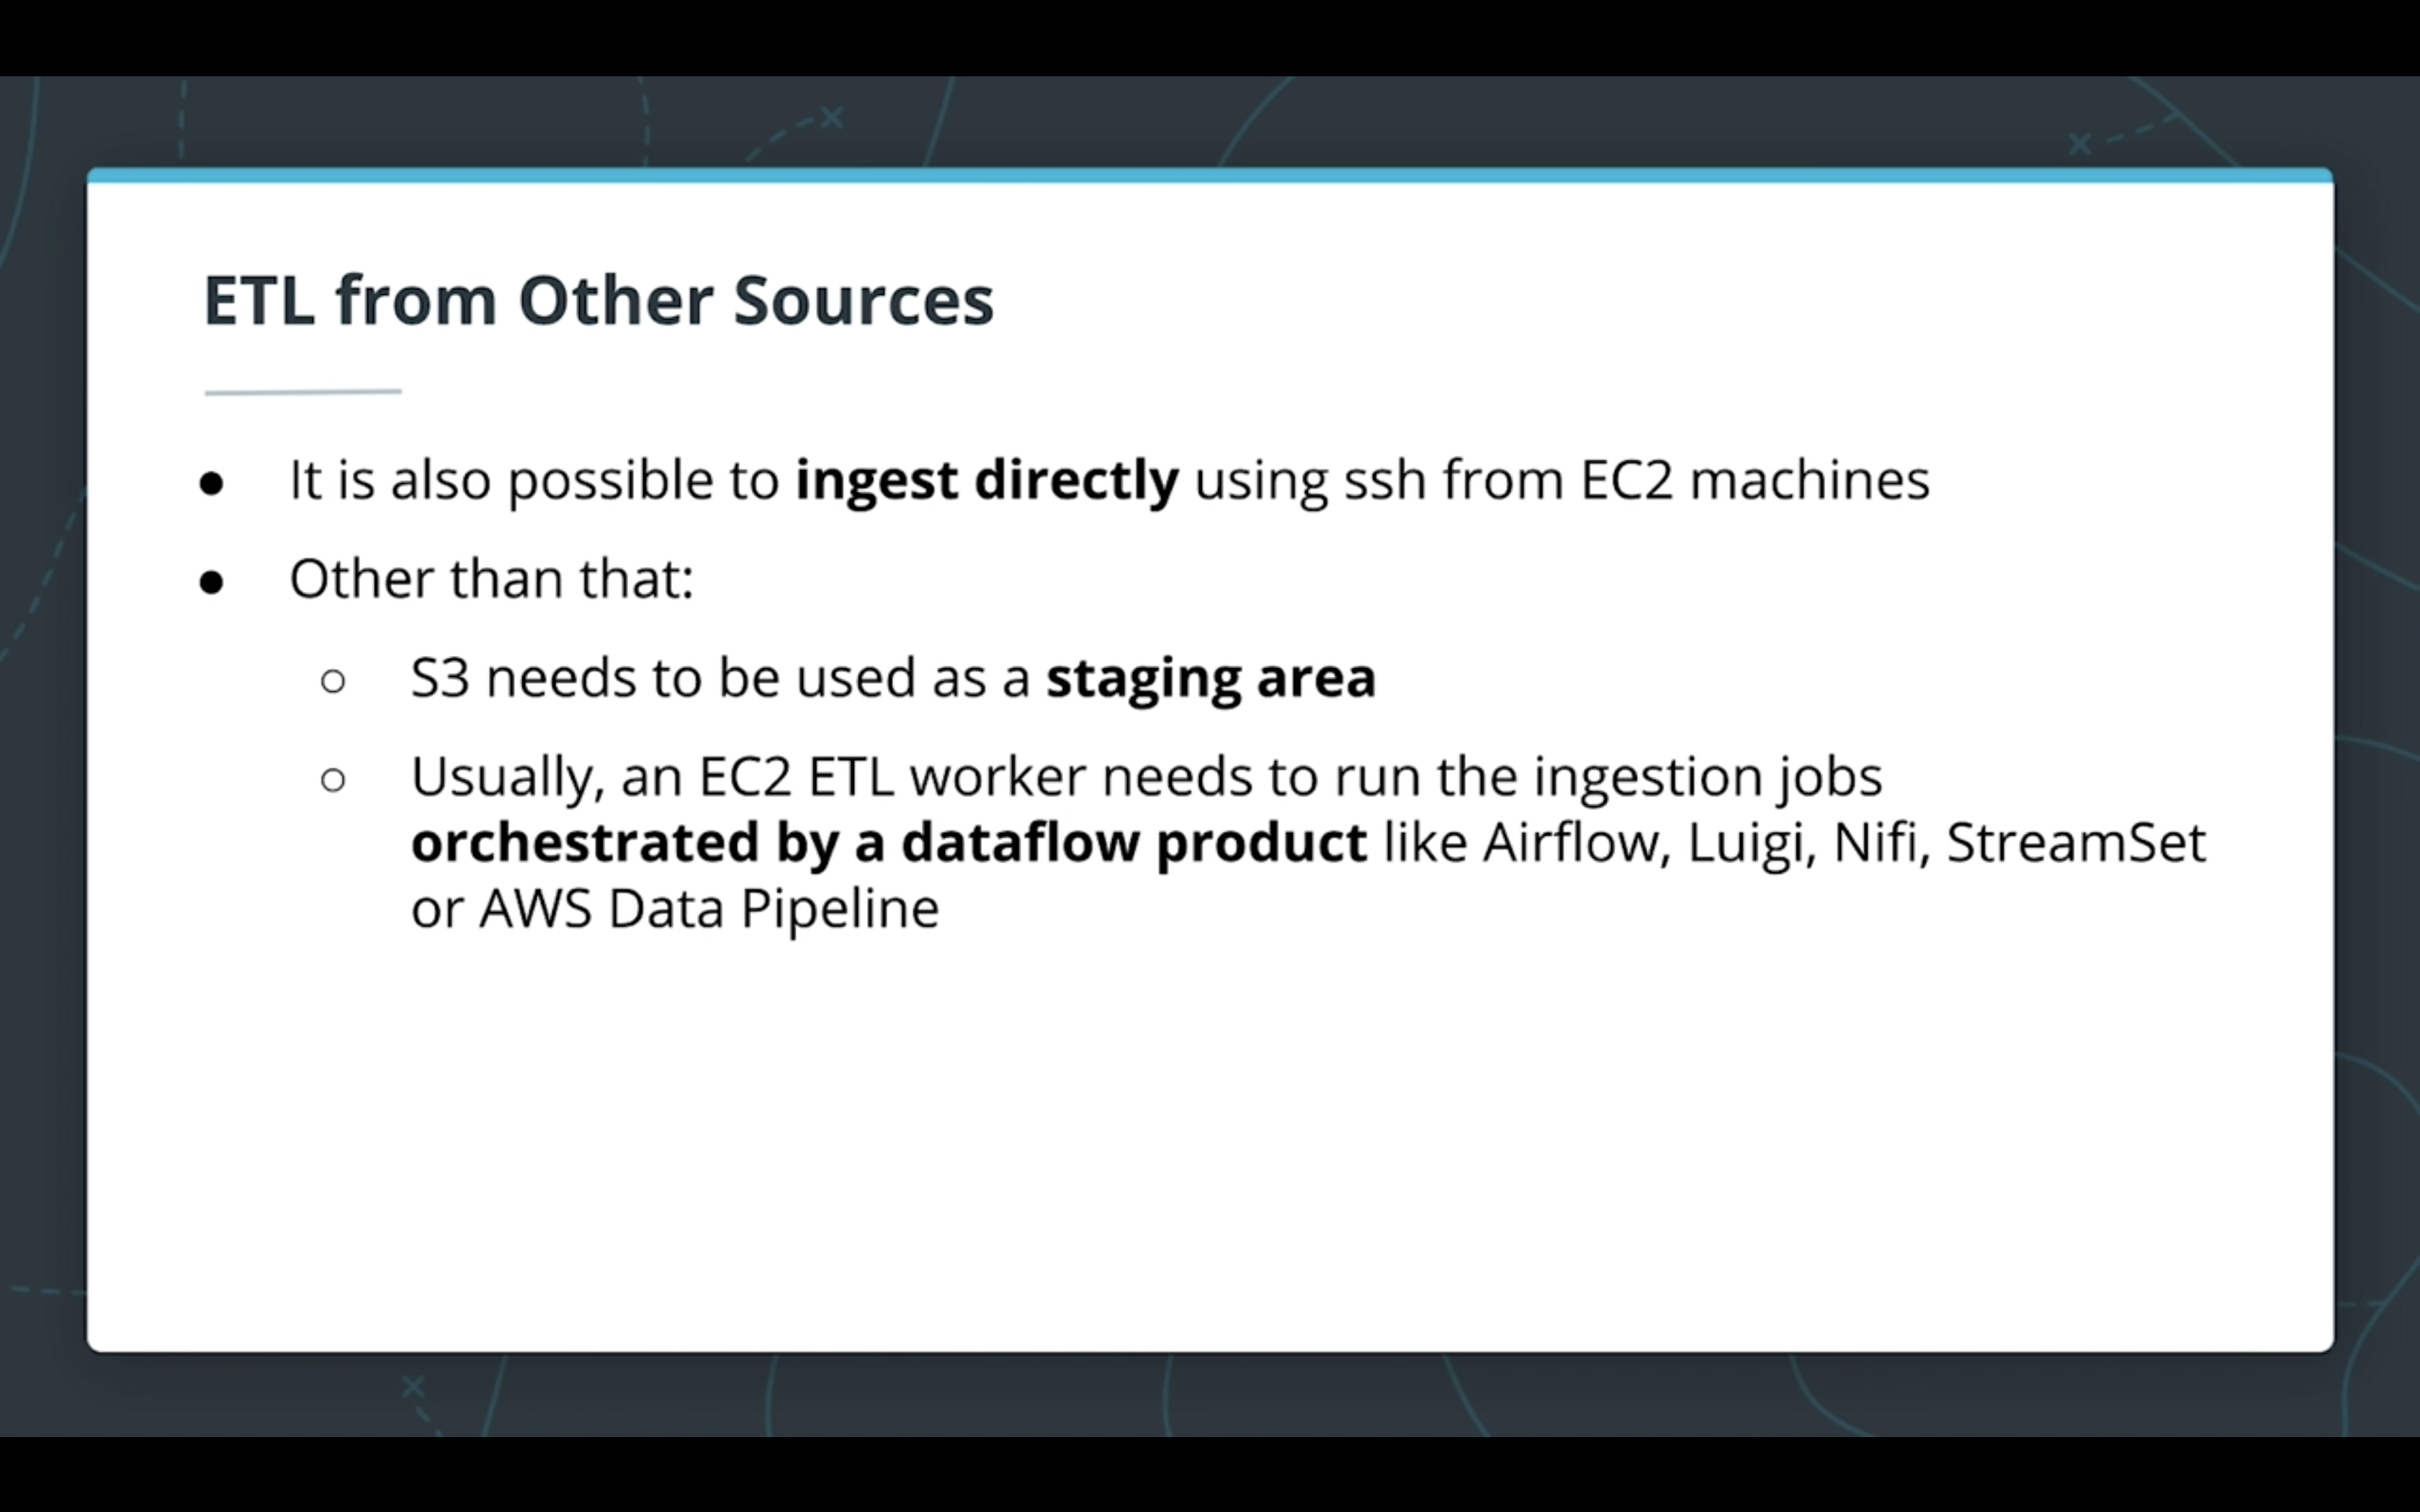 ETL from Other Sources
● It is also possible to ingest directly using ssh from EC2 machines
● Other than that:
○ S3 needs to be used as a staging area
○ Usually, an EC2 ETL worker needs to run the ingestion jobs
orchestrated by a dataflow product like Airflow, Luigi, Nifi, StreamSet
or AWS Data Pipeline